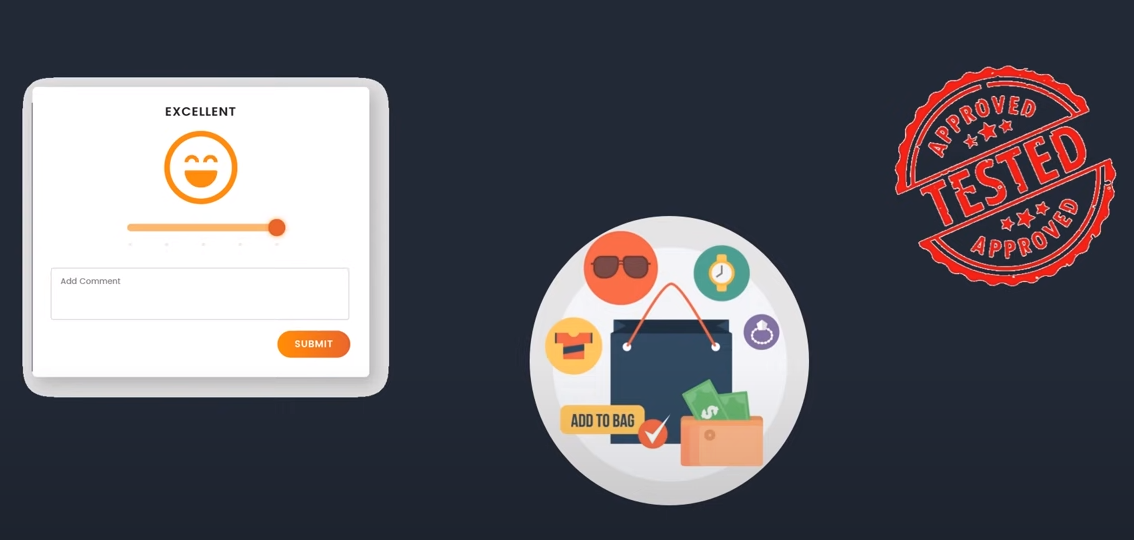 EXCELLENT
Add Comment
SUBMIT
ADD TO BAG
$
APPROVED
TESTED
APPROVED